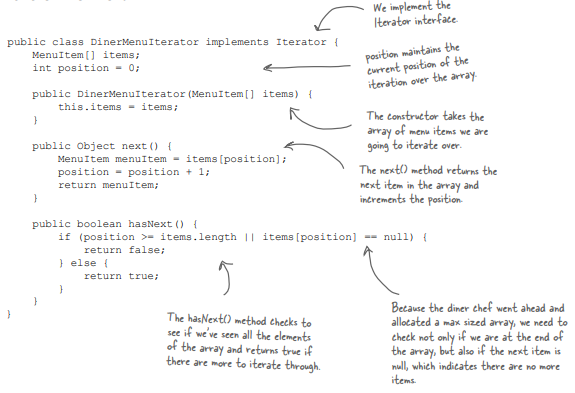 We implement the
Iterator interface.
public class DinerMenuIterator implements Iterator {
MenuItem[] items;
int position = 0;
position maintains the
current position of the
iteration over the array.
public DinerMenuIterator(MenuItem[] items) {
this.items = items;
}
The constructor takes the
array of menu items we are
going to iterate over.
public Object next() {
MenuItem menuItem = items[position];
position = position + 1;
return menuItem;
}
The next() method returns the
next item in the array and
increments the position.
public boolean hasNext() {
if (position >= items.length || items[position] == null) {
return false;
} else {
return true;
}
}
}
The hasNext() method checks to
see if we've seen all the elements
of the array and returns true if
there are more to iterate through.
Because the diner chef went ahead and
allocated a max sized array, we need to
check not only if we are at the end of
the array, but also if the next item is
null, which indicates there are no more
items.